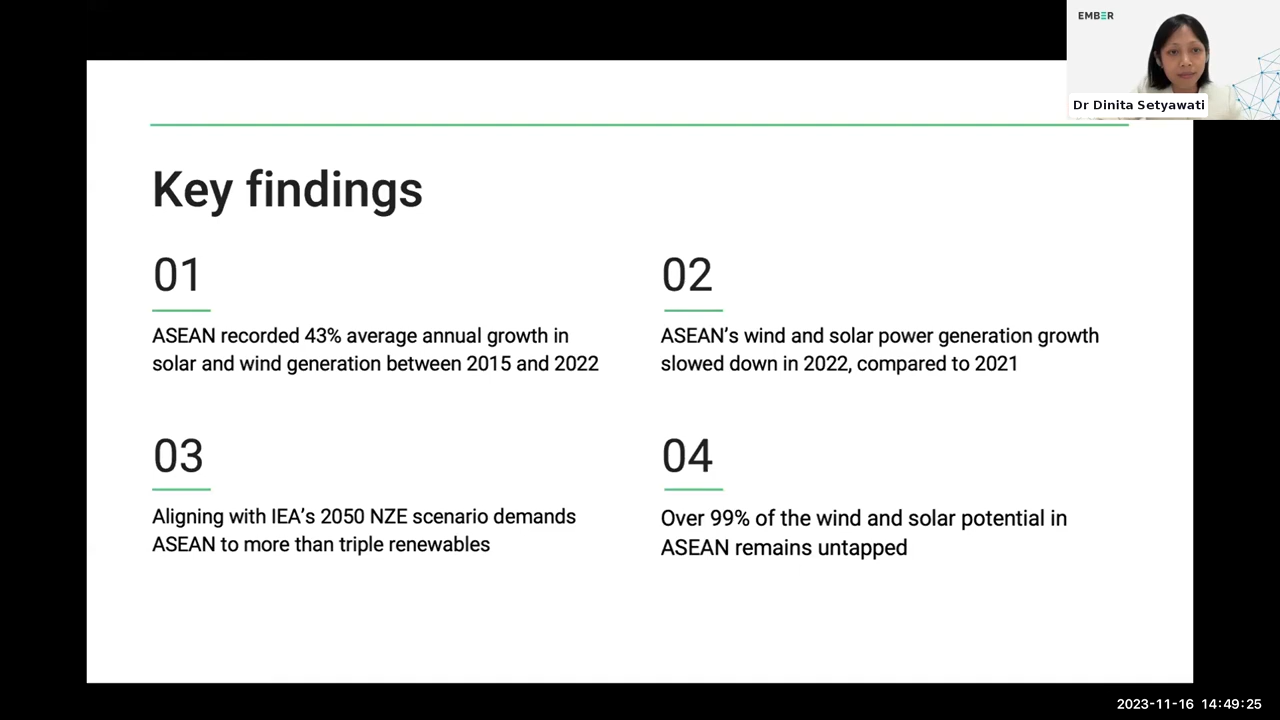 EMBER
Dr Dinita Setyawati
Key findings
01
ASEAN recorded 43% average annual growth in
solar and wind generation between 2015 and 2022
02
ASEAN’s wind and solar power generation growth
slowed down in 2022, compared to 2021
03
Aligning with IEA’s 2050 NZE scenario demands
ASEAN to more than triple renewables
04
Over 99% of the wind and solar potential in
ASEAN remains untapped
2023-11-16 14:49:25